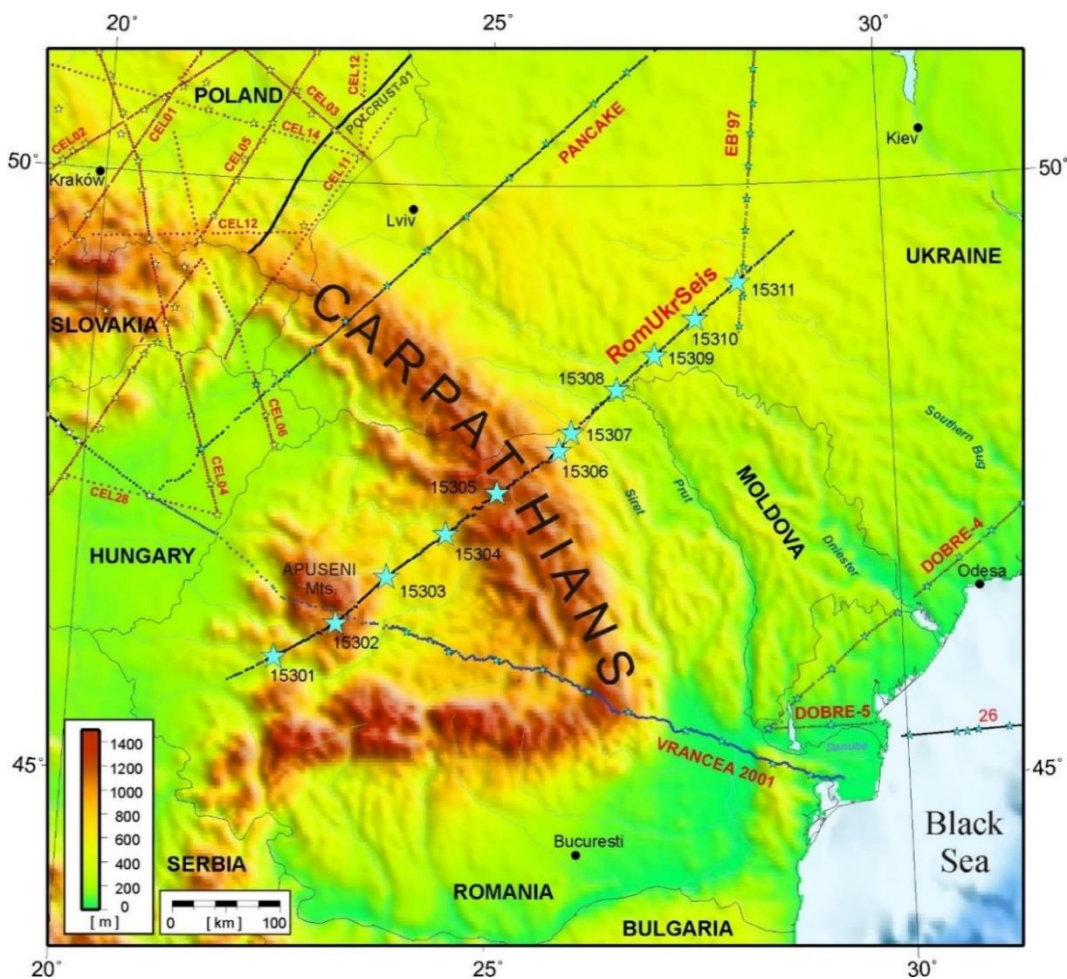 20°
25°
30°
POLAND
CEL12
POLCRUST-01
CEL03
CEL02
CEL01
CEL14
CEL05
CEL11
PANCAKE
EB'97
Kiev
50°
50°
Kraków
Lviv
CEL12
UKRAINE
SLOVAKIA
CARPATHIANS
RomUkrSeis
15311
15310
15309
15308
15307
15306
15305
15304
15303
15302
15301
CEL06
CEL04
CEL28
Southern Bug
Siret
Prut
MOLDOVA
Dniester
DOBRE-4
Odesa
HUNGARY
APUSENI
Mts.
DOBRE-5
26
Danube
VRANCEA 2001
45°
45°
1400
1200
1000
800
600
400
200
0
[ m ]
0 [ km ] 100
SERBIA
Bucuresti
ROMANIA
BULGARIA
Black
Sea
20°
25°
30°